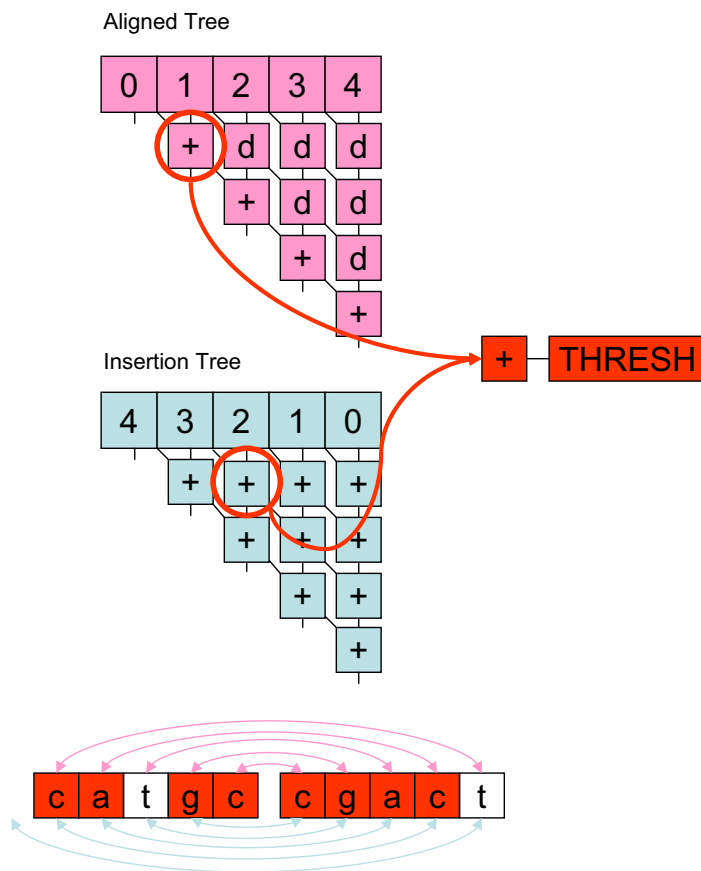 Aligned Tree
0 1 2 3 4
+ d d d
+ d d
+ d
+
+ THRESH
Insertion Tree
4 3 2 1 0
+ + + +
+ + +
+ +
+
c a t g c c g a c t